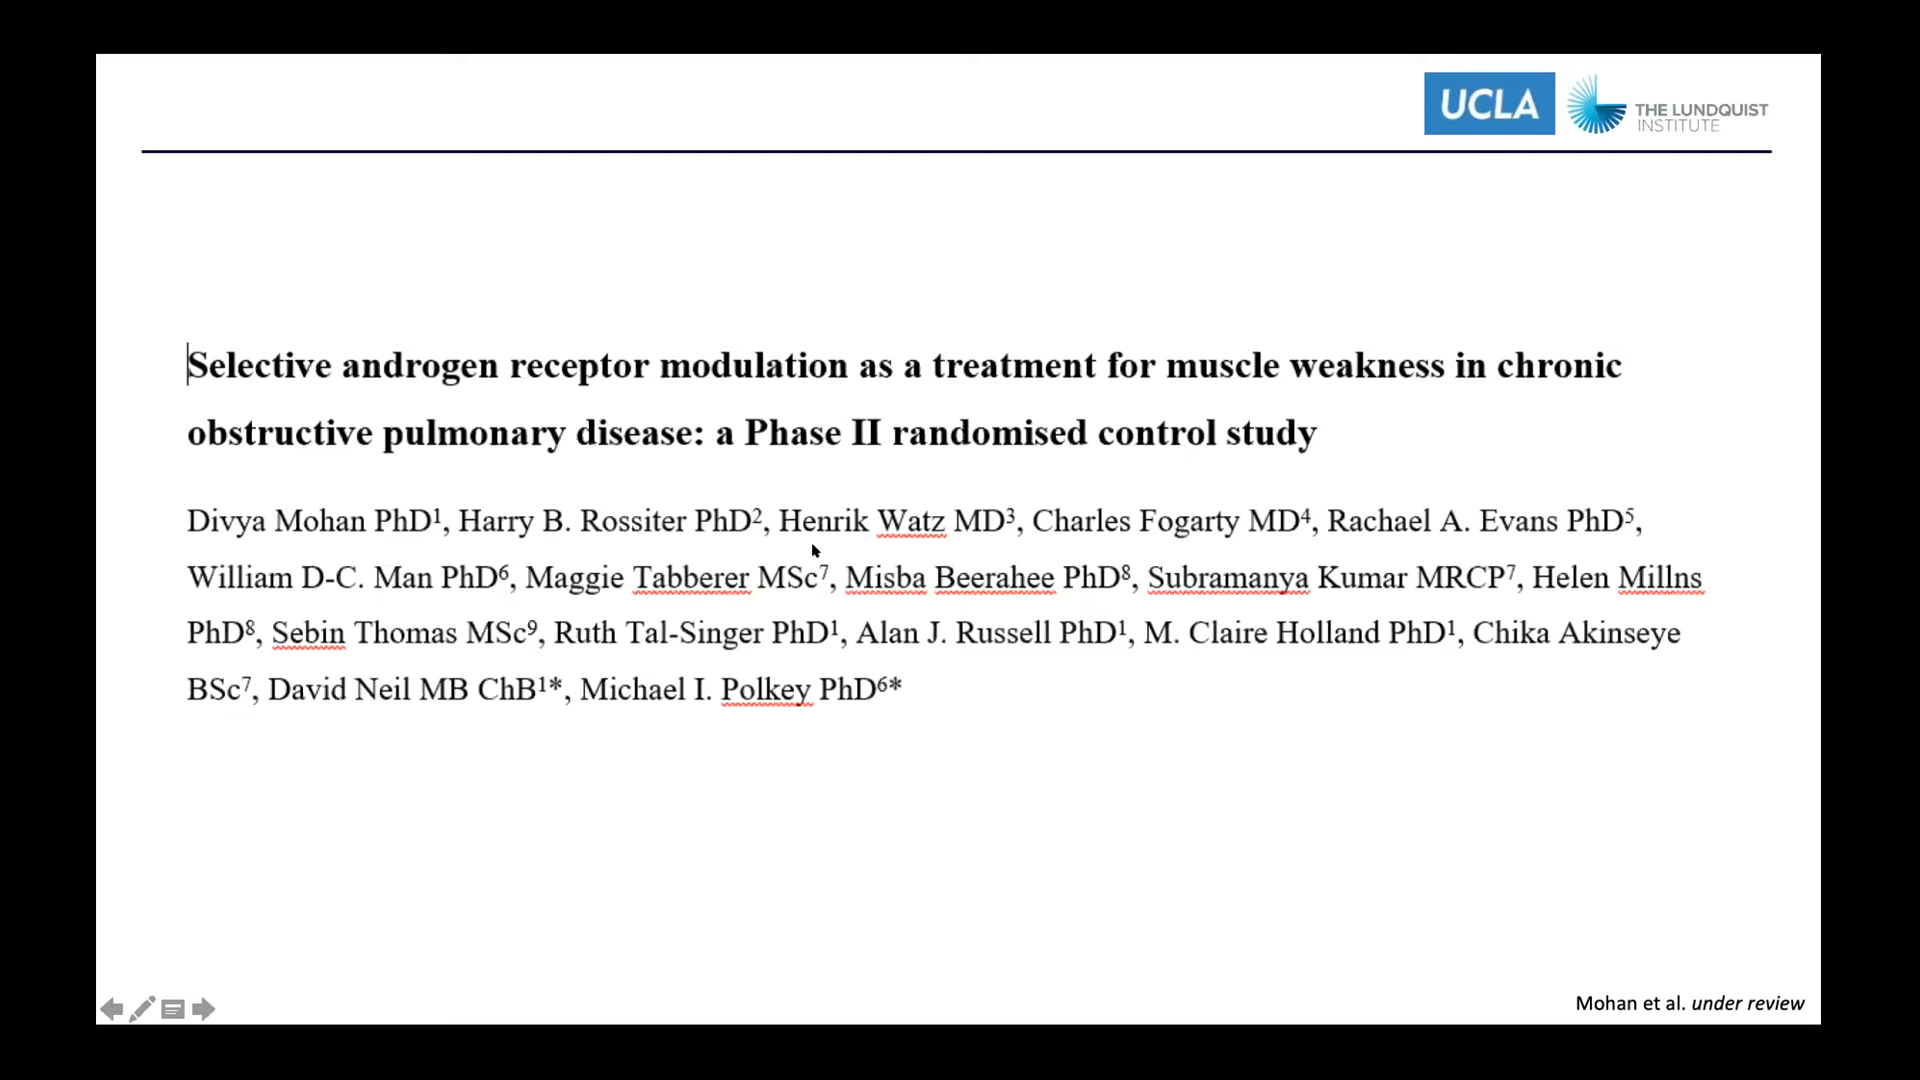 UCLA
THE LUNDQUIST
INSTITUTE
Selective androgen receptor modulation as a treatment for muscle weakness in chronic
obstructive pulmonary disease: a Phase II randomised control study
Divya Mohan PhD¹, Harry B. Rossiter PhD², Henrik Watz MD³, Charles Fogarty MD⁴, Rachael A. Evans PhD⁵,
William D-C. Man PhD⁶, Maggie Tabberer MSc⁷, Misba Beerahee PhD⁸, Subramanya Kumar MRCP⁷, Helen Millns
PhD⁸, Sebin Thomas MSc⁹, Ruth Tal-Singer PhD¹, Alan J. Russell PhD¹, M. Claire Holland PhD¹, Chika Akinseye
BSc⁷, David Neil MB ChB¹*, Michael I. Polkey PhD⁶*
Mohan et al. under review